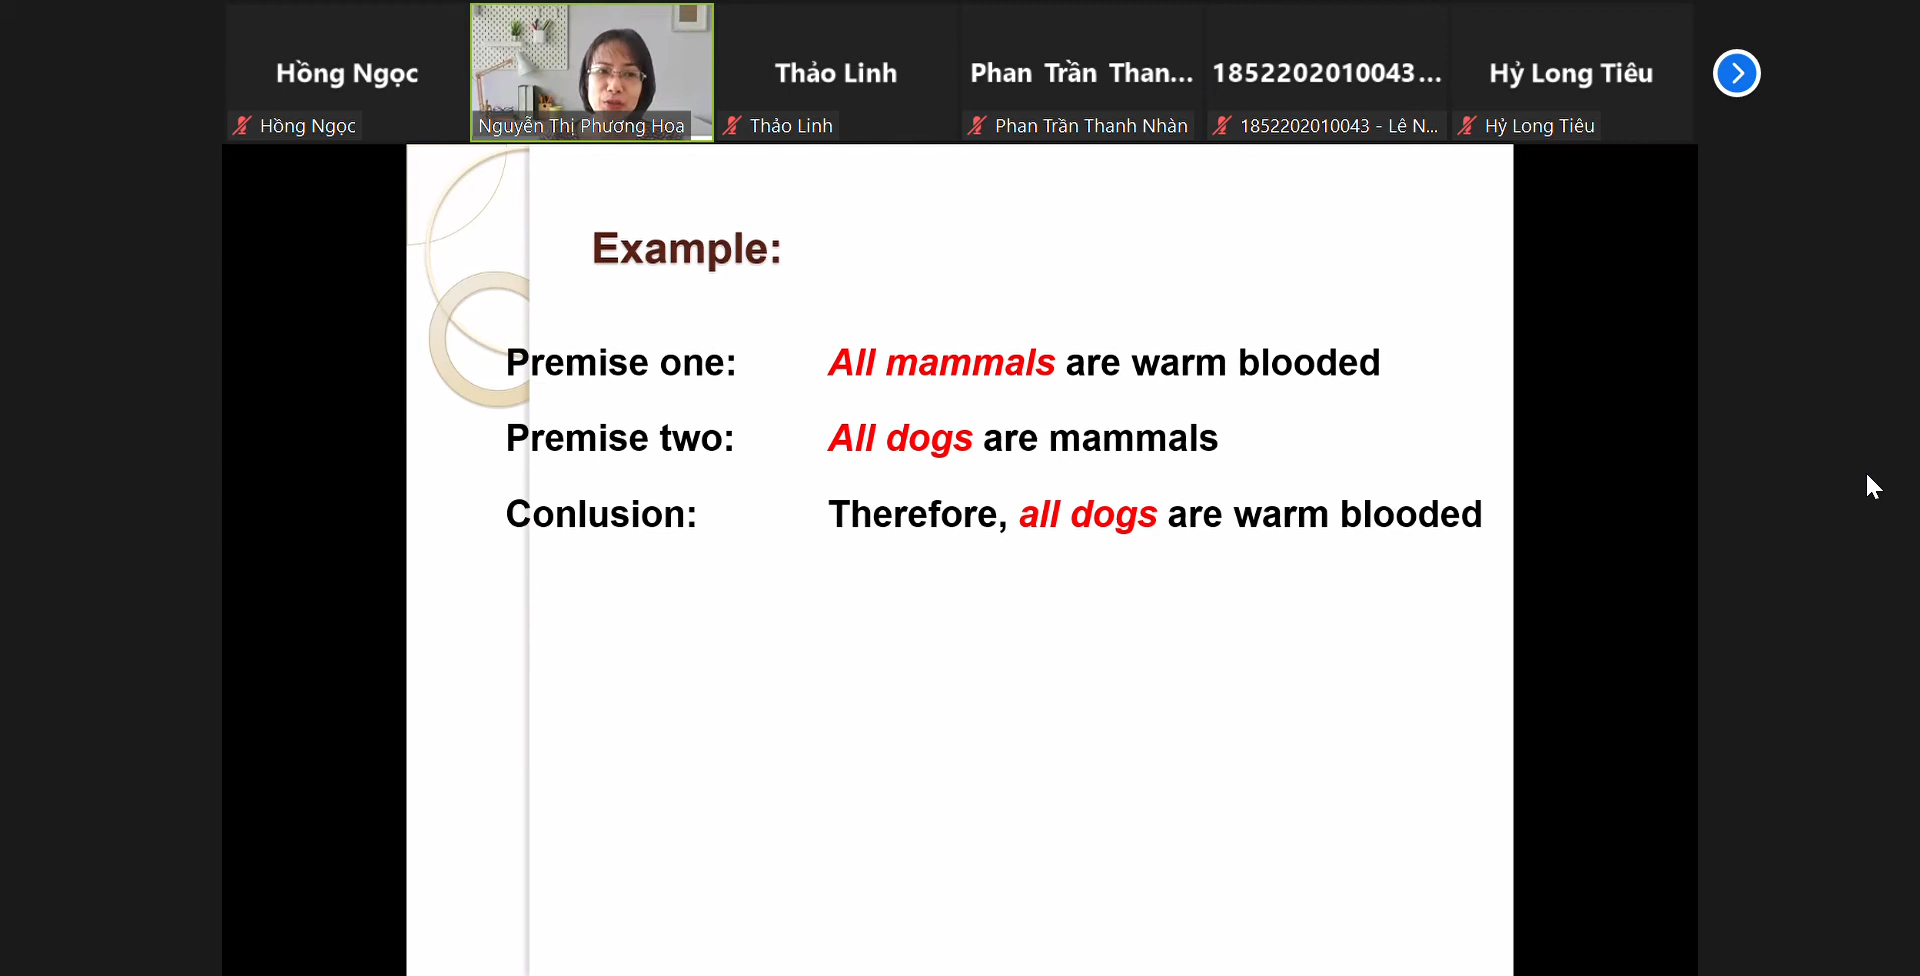 Hồng Ngọc
Thảo Linh
Phan Trần Than...
1852202010043...
Hỷ Long Tiêu
Hồng Ngọc
Nguyễn Thị Phương Hoa
Thảo Linh
Phan Trần Thanh Nhàn
1852202010043 - Lê N...
Hỷ Long Tiêu
Example:
Premise one: All mammals are warm blooded
Premise two: All dogs are mammals
Conlusion: Therefore, all dogs are warm blooded